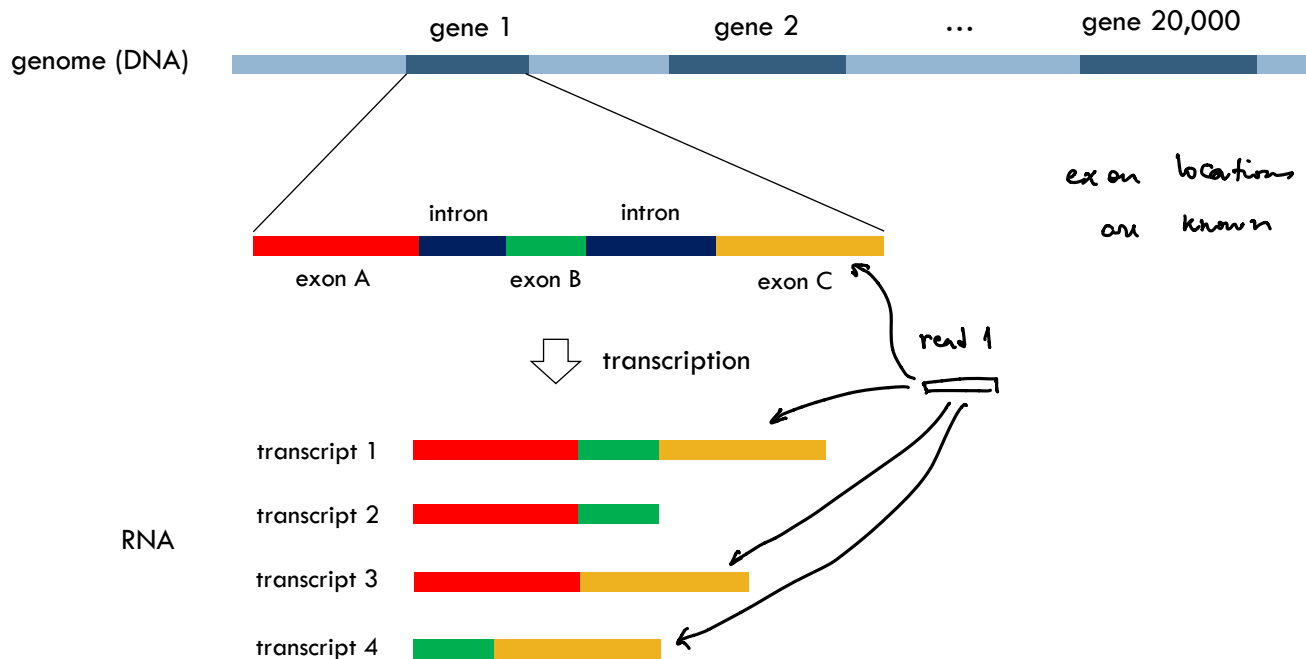 gene 1 gene 2 ... gene 20,000
genome (DNA)
exon locations
are known
intron intron
exon A exon B exon C
read 1
transcription
transcript 1
transcript 2
RNA
transcript 3
transcript 4